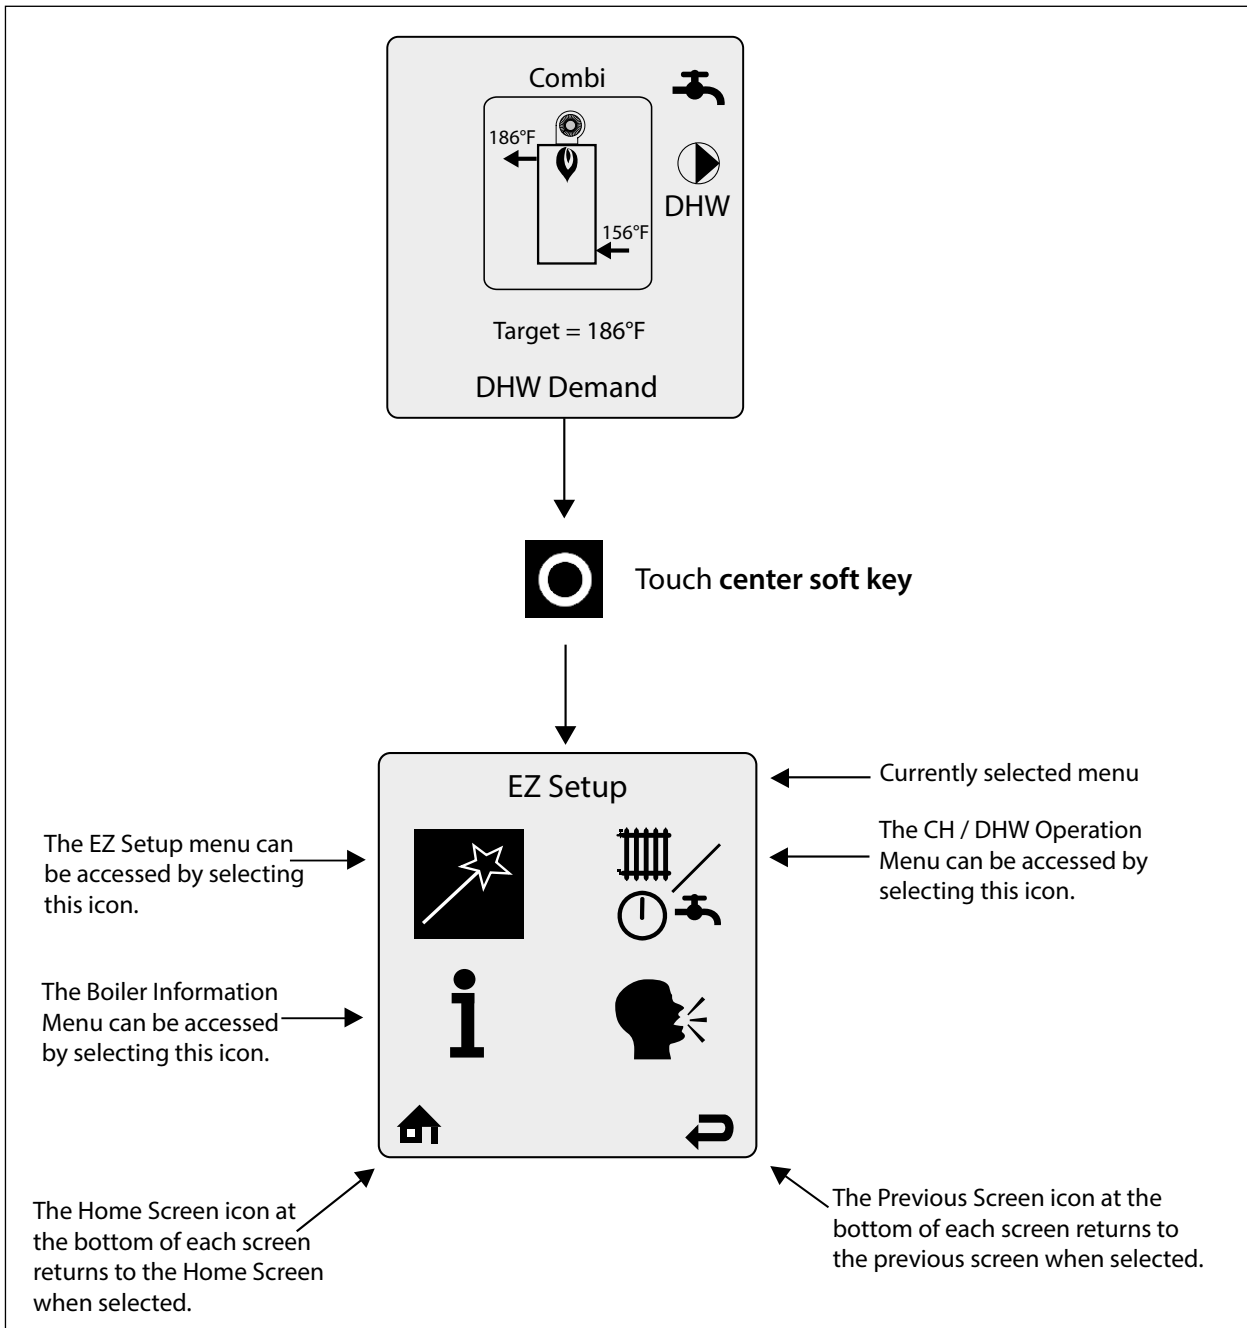 Combi
186°F
156°F
DHW
Target = 186°F
DHW Demand
Touch center soft key
EZ Setup
Currently selected menu
The EZ Setup menu can
be accessed by selecting
this icon.
The CH / DHW Operation
Menu can be accessed by
selecting this icon.
The Boiler Information
Menu can be accessed
by selecting this icon.
The Home Screen icon at
the bottom of each screen
returns to the Home Screen
when selected.
The Previous Screen icon at the
bottom of each screen returns to
the previous screen when selected.